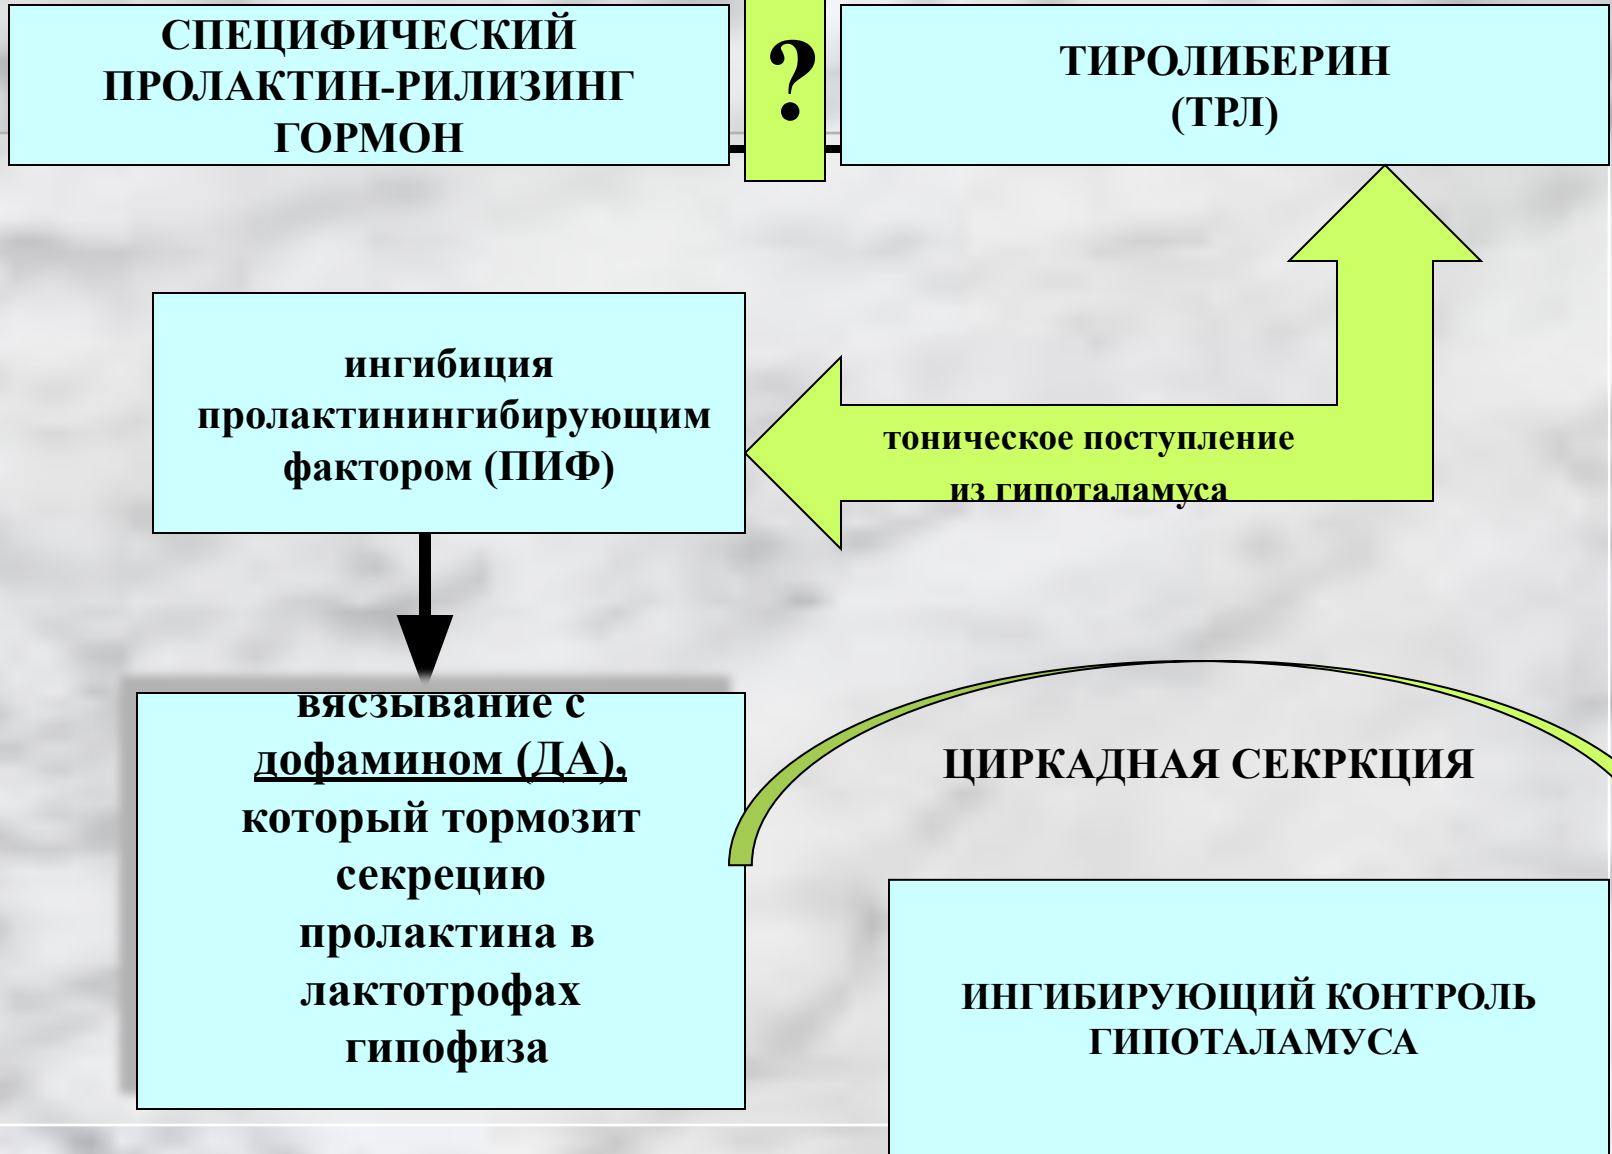 СПЕЦИФИЧЕСКИЙ
ПРОЛАКТИН-РИЛИЗИНГ
ГОРМОН
?
ТИРОЛИБЕРИН
(ТРЛ)
ингибиция
пролактинингибирующим
фактором (ПИФ)
тоническое поступление
из гипоталамуса
вясзывание с
дофамином (ДА),
который тормозит
секрецию
пролактина в
лактотрофах
гипофиза
ЦИРКАДНАЯ СЕКРКЦИЯ
ИНГИБИРУЮЩИЙ КОНТРОЛЬ
ГИПОТАЛАМУСА